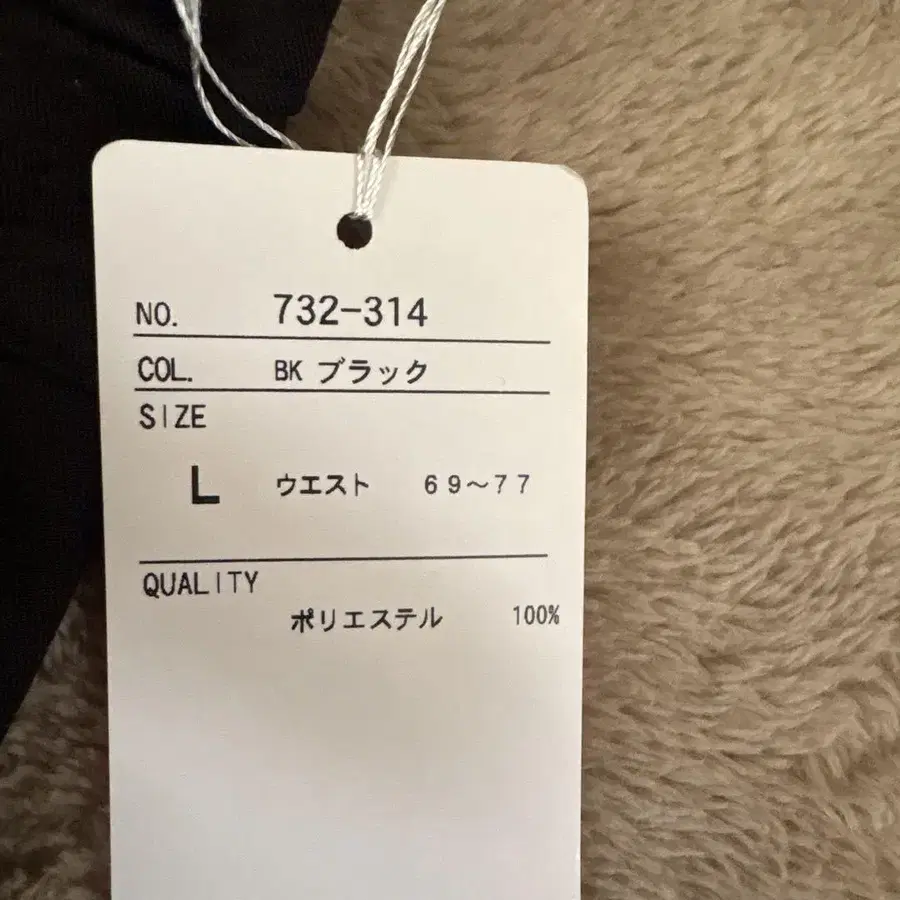 NO. 732-314
COL. BK ブラック
SIZE
L ウエスト 69～77
QUALITY
ポリエステル 100%